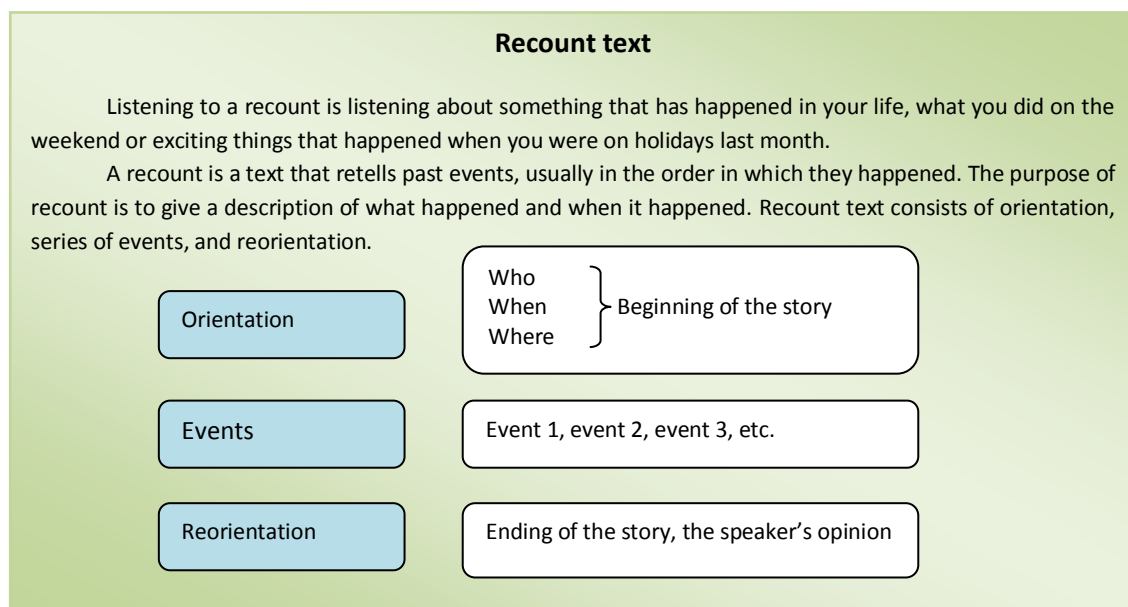 Recount text
Listening to a recount is listening about something that has happened in your life, what you did on the
weekend or exciting things that happened when you were on holidays last month.
A recount is a text that retells past events, usually in the order in which they happened. The purpose of
recount is to give a description of what happened and when it happened. Recount text consists of orientation,
series of events, and reorientation.
Orientation
Who
When
Where
Beginning of the story
Events
Event 1, event 2, event 3, etc.
Reorientation
Ending of the story, the speaker’s opinion